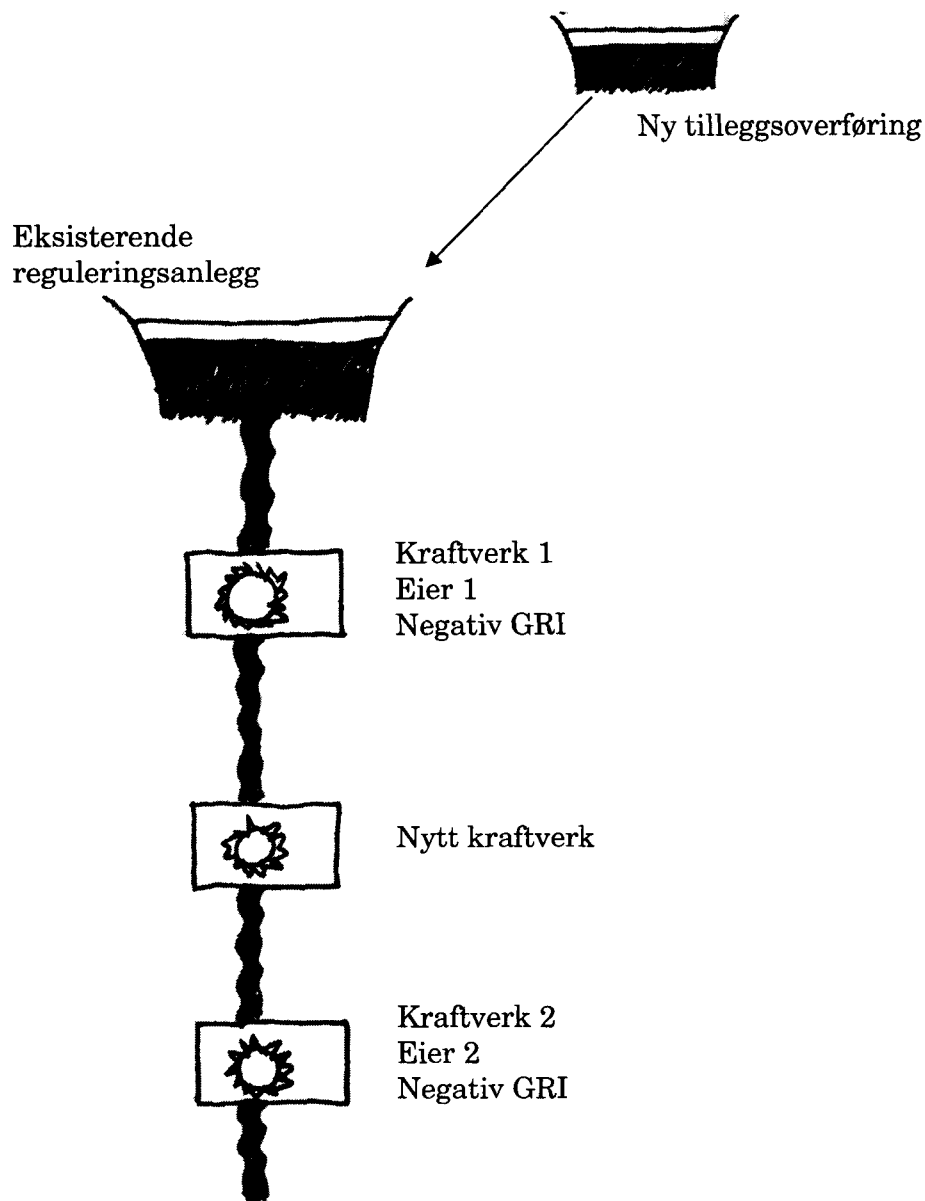 Ny tilleggsoverføring
Eksisterende
reguleringsanlegg
Kraftverk 1
Eier 1
Negativ GRI
Nytt kraftverk
Kraftverk 2
Eier 2
Negativ GRI